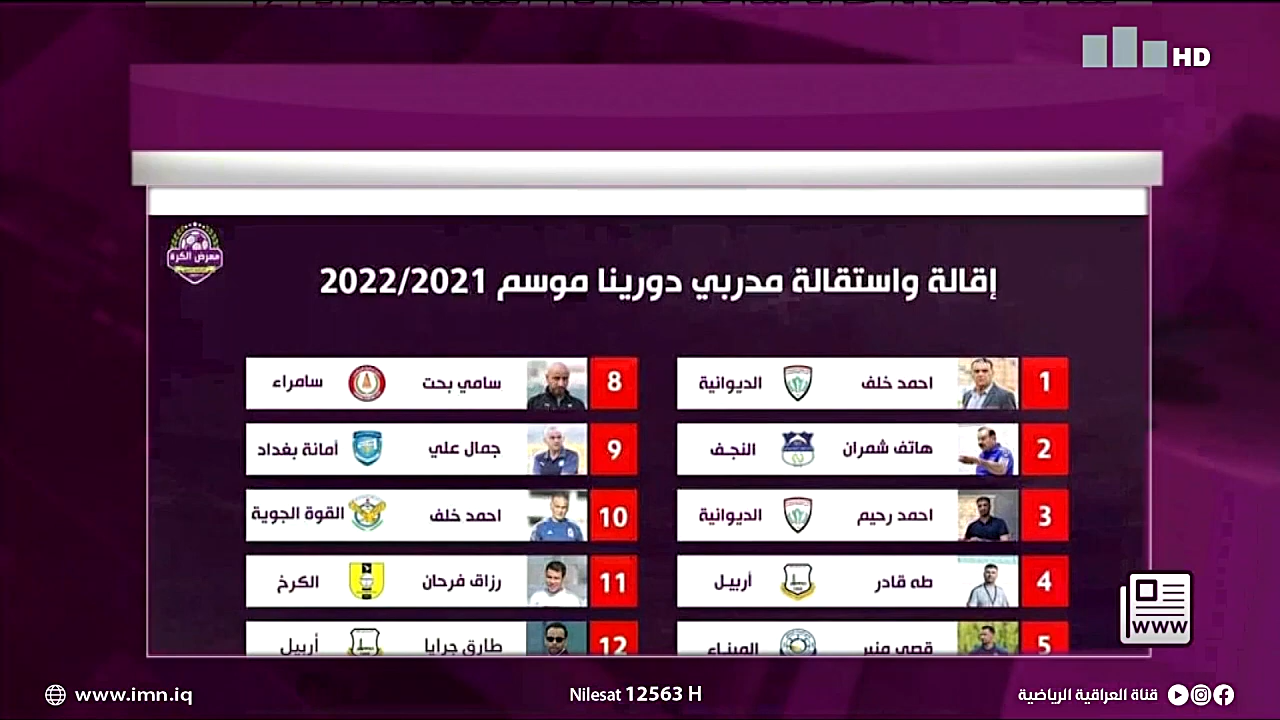 HD
معرض الكرة
إقالة واستقالة مدربي دورينا موسم 2022/2021
1 احمد خلف الديوانية
8 سامي بحت سامراء
2 هاتف شمران النجف
9 جمال علي أمانة بغداد
3 احمد رحيم الديوانية
10 احمد خلف القوة الجوية
4 طه قادر أربيل
11 رزاق فرحان الكرخ
5 قصي منير الميناء
12 طارق جرايا أربيل
www
www.imn.iq
Nilesat 12563 H
قناة العراقية الرياضية